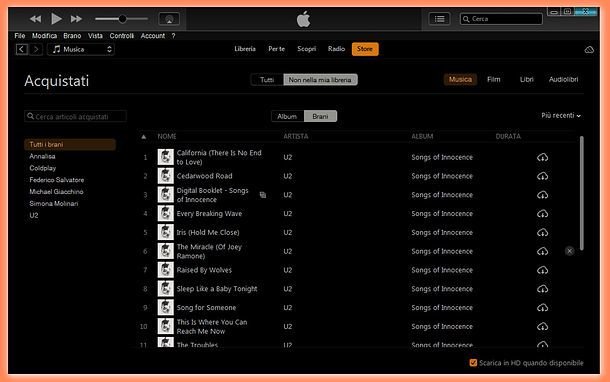 Cerca
File Modifica Brano Vista Controlli Account ?
Musica Libreria Per te Scopri Radio Store
Acquistati Tutti Non nella mia libreria Musica Film Libri Audiolibri
Cerca articoli acquistati Album Brani Più recenti
NOME ARTISTA ALBUM DURATA
Tutti i brani
Annalisa
Coldplay
Federico Salvatore
Michael Giacchino
Simona Molinari
U2
1 California (There Is No End
to Love) U2 Songs of Innocence
2 Cedarwood Road U2 Songs of Innocence
3 Digital Booklet - Songs
of Innocence U2 Songs of Innocence
4 Every Breaking Wave U2 Songs of Innocence
5 Iris (Hold Me Close) U2 Songs of Innocence
6 The Miracle (Of Joey
Ramone) U2 Songs of Innocence
7 Raised By Wolves U2 Songs of Innocence
8 Sleep Like a Baby Tonight U2 Songs of Innocence
9 Song for Someone U2 Songs of Innocence
10 This Is Where You Can
Reach Me Now U2 Songs of Innocence
11 The Troubles U2 Songs of Innocence
Scarica in HD quando disponibile